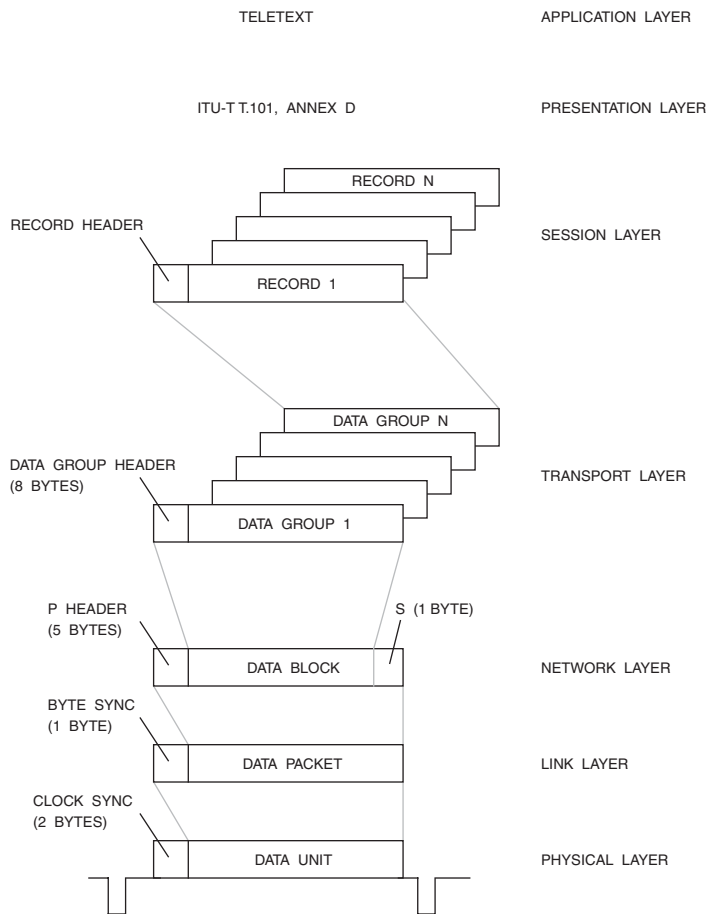 TELETEXT APPLICATION LAYER
ITU-T T.101, ANNEX D PRESENTATION LAYER
RECORD N
RECORD HEADER
SESSION LAYER
RECORD 1
DATA GROUP N
DATA GROUP HEADER
(8 BYTES)
TRANSPORT LAYER
DATA GROUP 1
P HEADER
(5 BYTES)
S (1 BYTE)
DATA BLOCK
NETWORK LAYER
BYTE SYNC
(1 BYTE)
DATA PACKET
LINK LAYER
CLOCK SYNC
(2 BYTES)
DATA UNIT
PHYSICAL LAYER